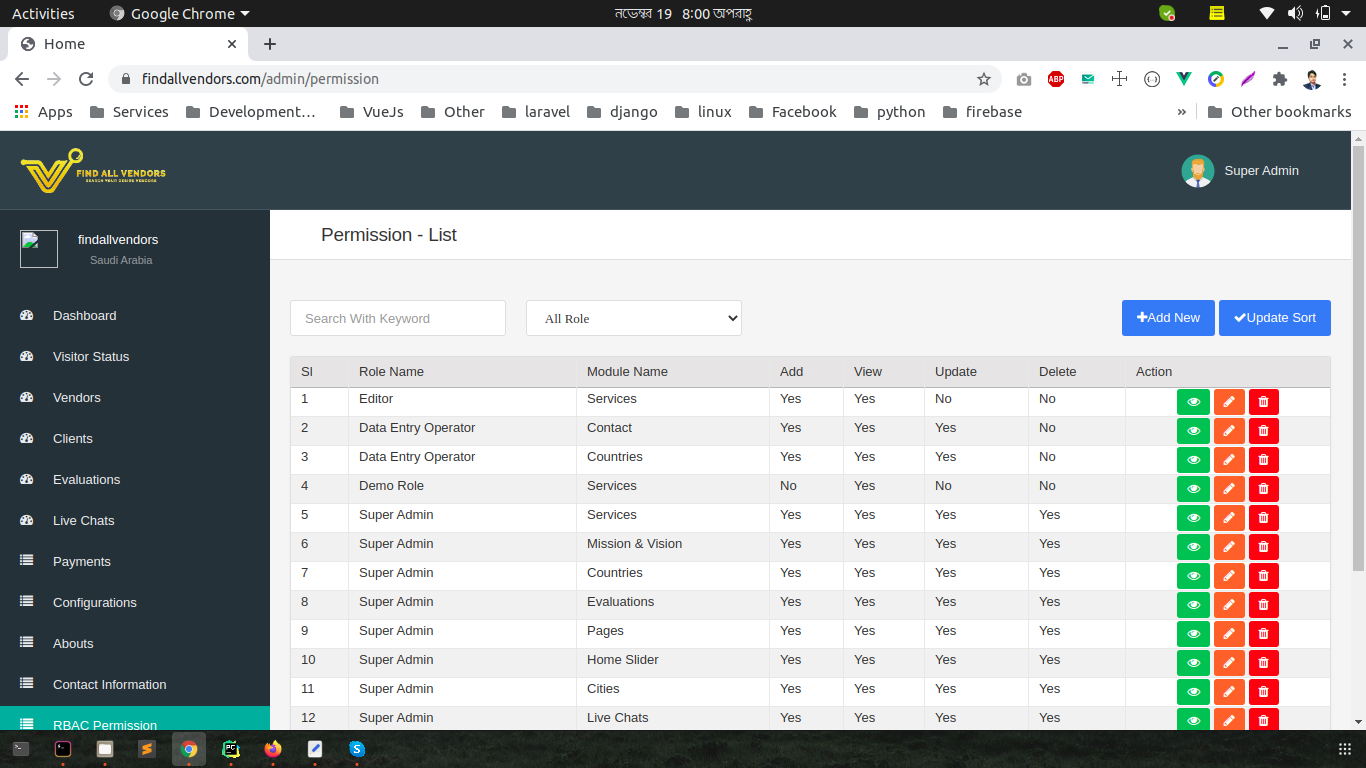 Activities Google Chrome নভেম্বর 19 8:00 অপরাহ্ণ
Home
findallvendors.com/admin/permission ABP
Apps Services Development… VueJs Other laravel django linux Facebook python firebase » Other bookmarks
FIND ALL VENDORS
SEARCH YOUR DESIRE VENDORS
Super Admin
findallvendors
Saudi Arabia
Permission - List
Search With Keyword All Role Add New Update Sort
Dashboard
Visitor Status
Vendors
Clients
Evaluations
Live Chats
Payments
Configurations
Abouts
Contact Information
RBAC Permission
Sl Role Name Module Name Add View Update Delete Action
1 Editor Services Yes Yes No No
2 Data Entry Operator Contact Yes Yes Yes No
3 Data Entry Operator Countries Yes Yes Yes No
4 Demo Role Services No Yes No No
5 Super Admin Services Yes Yes Yes Yes
6 Super Admin Mission & Vision Yes Yes Yes Yes
7 Super Admin Countries Yes Yes Yes Yes
8 Super Admin Evaluations Yes Yes Yes Yes
9 Super Admin Pages Yes Yes Yes Yes
10 Super Admin Home Slider Yes Yes Yes Yes
11 Super Admin Cities Yes Yes Yes Yes
12 Super Admin Live Chats Yes Yes Yes Yes